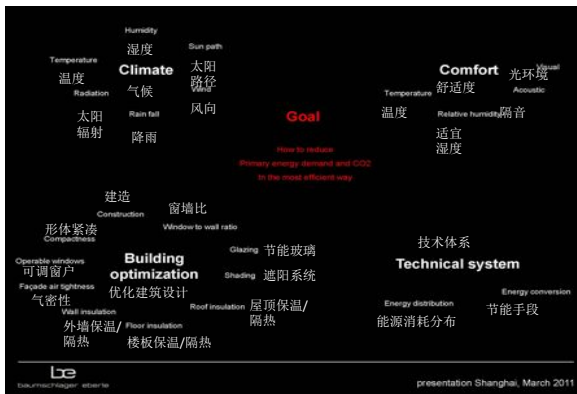 Humidity
湿度
Sun path
太阳
路径
Temperature
温度
Climate
气候
Radiation
太阳
辐射
Rain fall
降雨
Wind
风向
Goal
How to reduce
Primary energy demand and CO2
In the most efficient way
Comfort
舒适度
Visual
光环境
Temperature
温度
Acoustic
隔音
Relative humidity
适宜
湿度
建造
Construction
窗墙比
Window to wall ratio
形体紧凑
Compactness
Glazing 节能玻璃
Building
optimization
优化建筑设计
Operable windows
可调窗户
Shading 遮阳系统
Façade air tightness
气密性
Wall insulation
外墙保温/
隔热
Floor insulation
楼板保温/隔热
Roof insulation 屋顶保温/
隔热
技术体系
Technical system
Energy conversion
节能手段
Energy distribution
能源消耗分布
be
baumschlager eberle
presentation Shanghai, March 2011